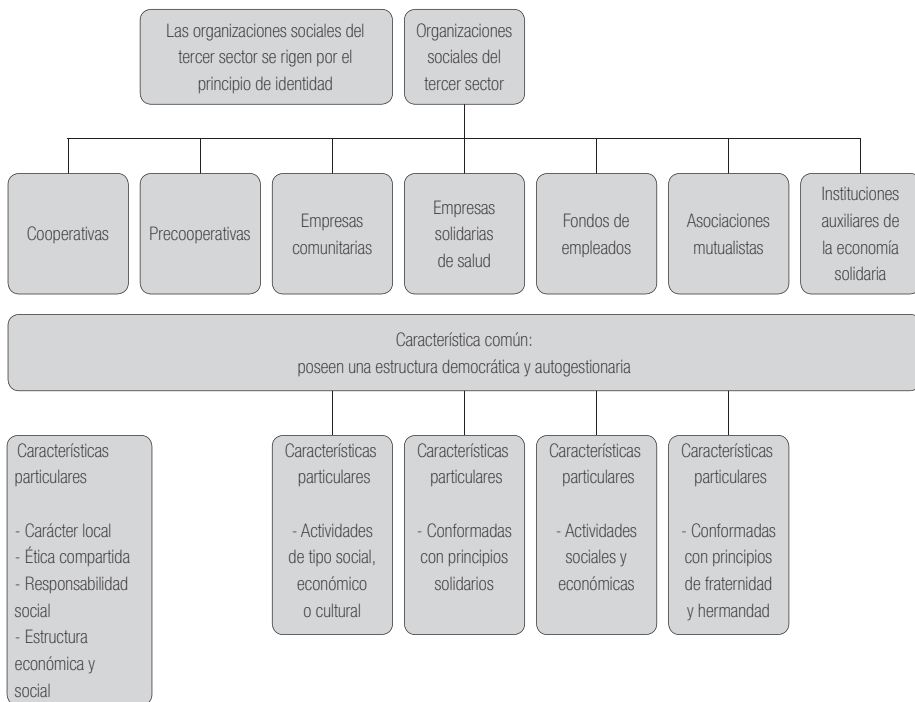 Las organizaciones sociales del
tercer sector se rigen por el
principio de identidad
Organizaciones
sociales del
tercer sector
Cooperativas
Precooperativas
Empresas
comunitarias
Empresas
solidarias
de salud
Fondos de
empleados
Asociaciones
mutualistas
Instituciones
auxiliares de
la economía
solidaria
Característica común:
poseen una estructura democrática y autogestionaria
Características
particulares
- Carácter local
- Ética compartida
- Responsabilidad
social
- Estructura
económica y
social
Características
particulares
- Actividades
de tipo social,
económico
o cultural
Características
particulares
- Conformadas
con principios
solidarios
Características
particulares
- Actividades
sociales y
económicas
Características
particulares
- Conformadas
con principios
de fraternidad
y hermandad